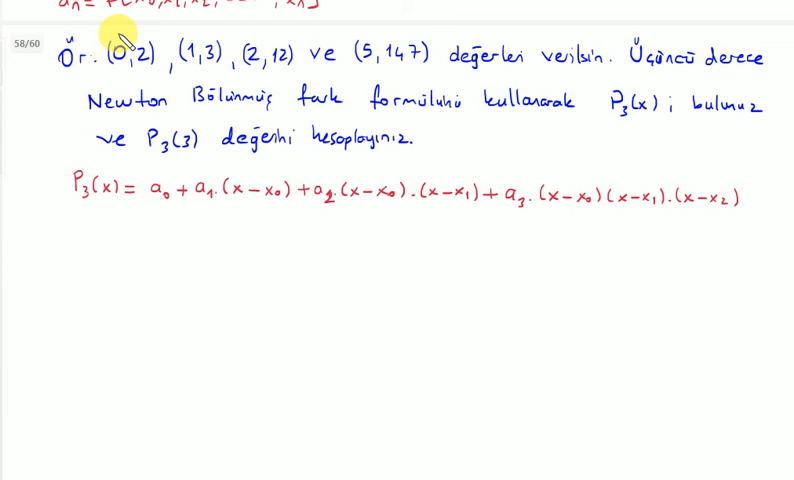 58/60
Ör: (0,2), (1,3), (2,12) ve (5,147) değerleri verilsin. Üçüncü derece
Newton Bölünmüş fark formülünü kullanarak P₃(x) i bulunuz
ve P₃(3) değerini hesaplayınız.
P₃(x) = a₀ + a₁.(x-x₀) + a₂.(x-x₀).(x-x₁) + a₃.(x-x₀)(x-x₁).(x-x₂)